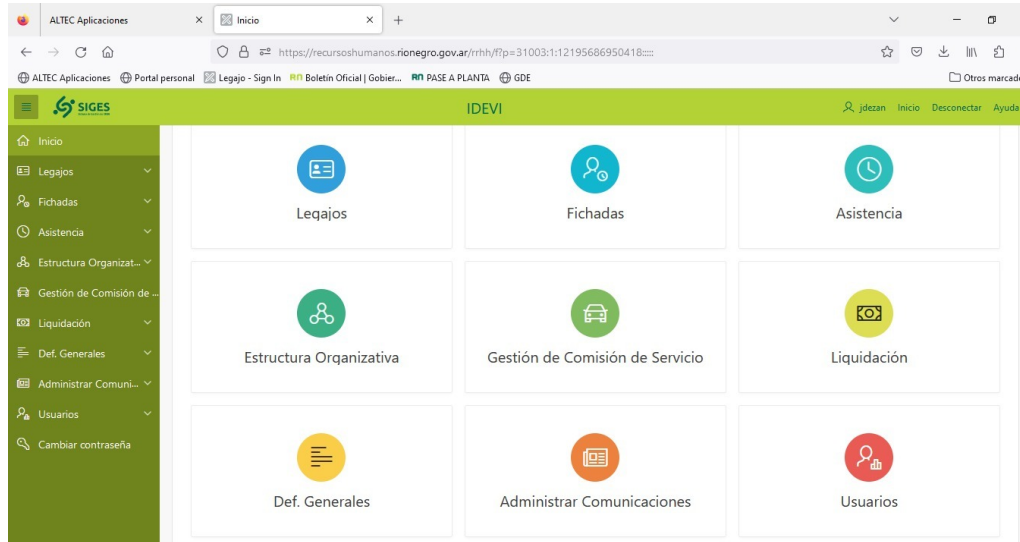 ALTEC Aplicaciones
Inicio
https://recursoshumanos.rionegro.gov.ar/rrhh/f?p=31003:1:12195686950418:::::
ALTEC Aplicaciones Portal personal Legajo - Sign In RN Boletín Oficial | Gobier... RN PASE A PLANTA GDE Otros marcad
SIGES
IDEVI
jdezan Inicio Desconectar Ayuda
Inicio
Legajos
Fichadas
Asistencia
Estructura Organizat...
Gestión de Comisión de ...
Liquidación
Def. Generales
Administrar Comuni...
Usuarios
Cambiar contraseña
Legajos
Fichadas
Asistencia
Estructura Organizativa
Gestión de Comisión de Servicio
Liquidación
Def. Generales
Administrar Comunicaciones
Usuarios